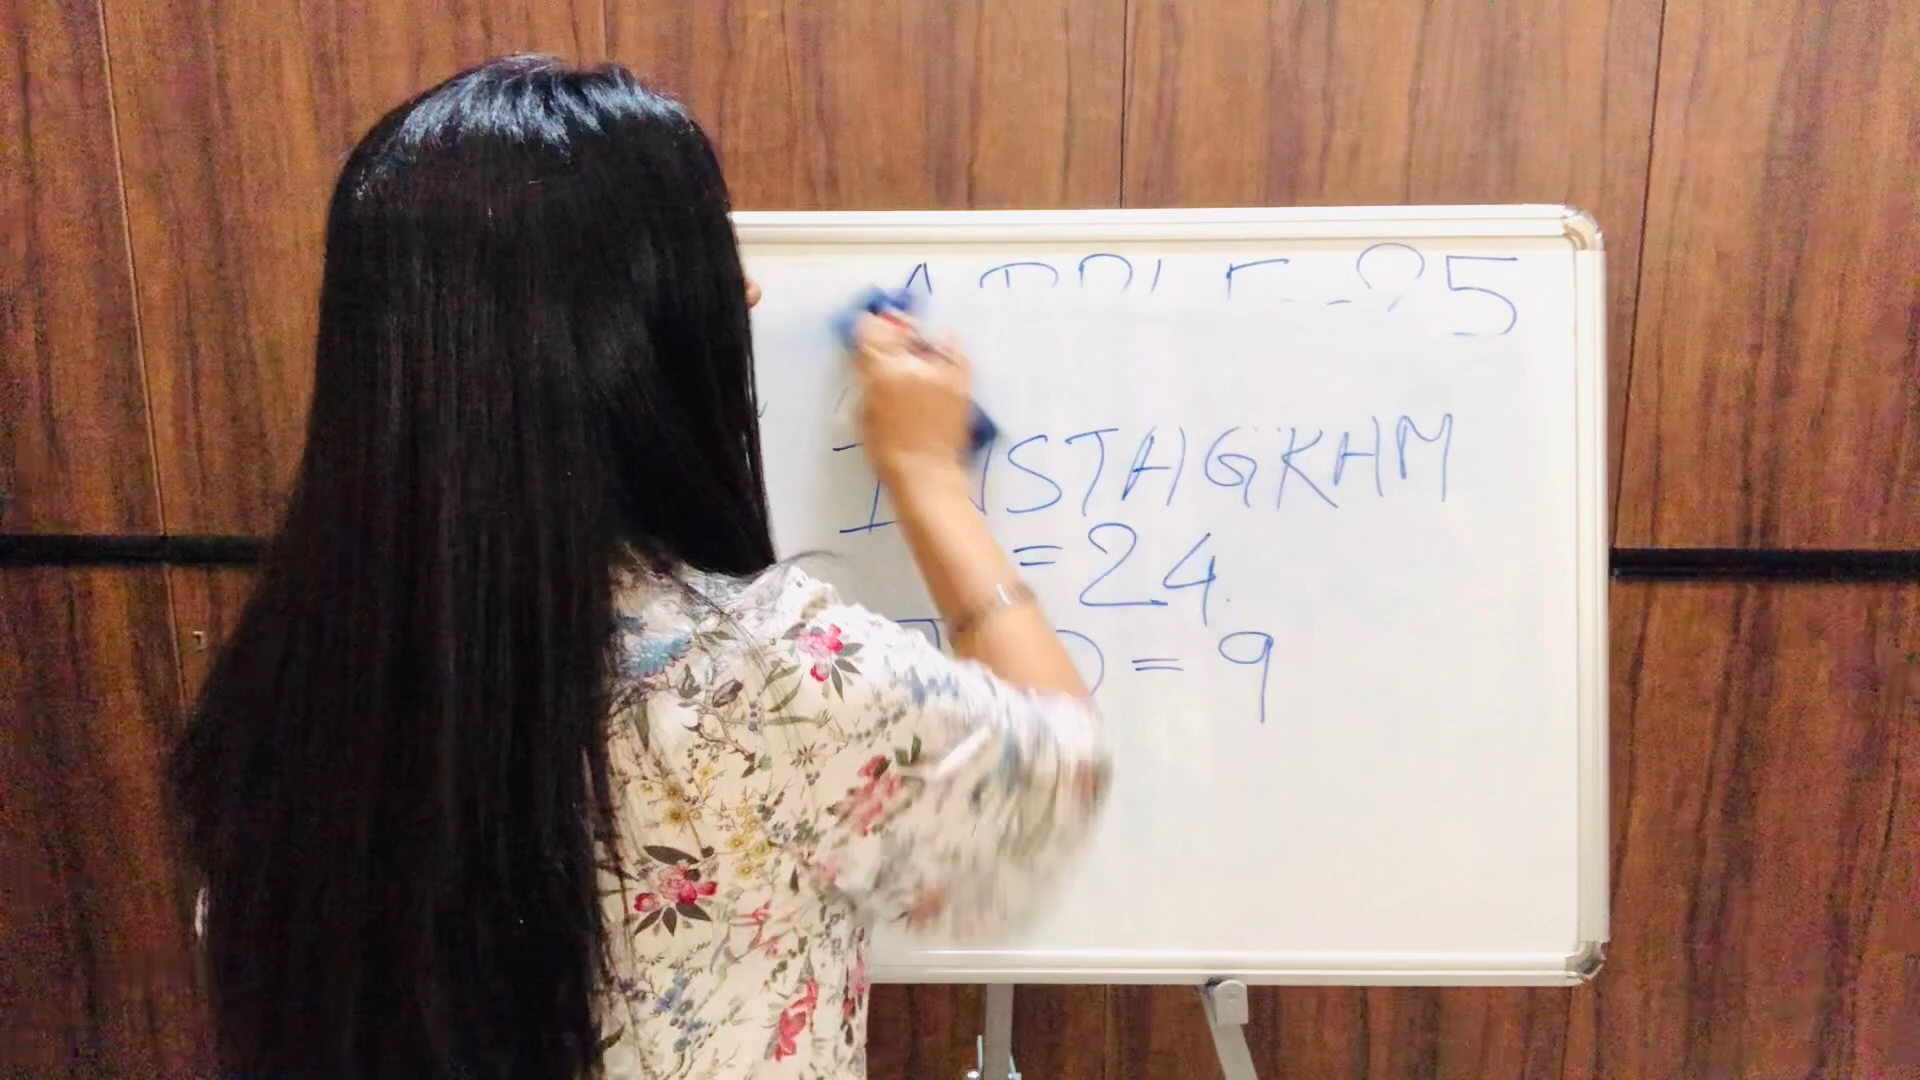 APPLE = 25
INSTAGRAM
= 24
= 9